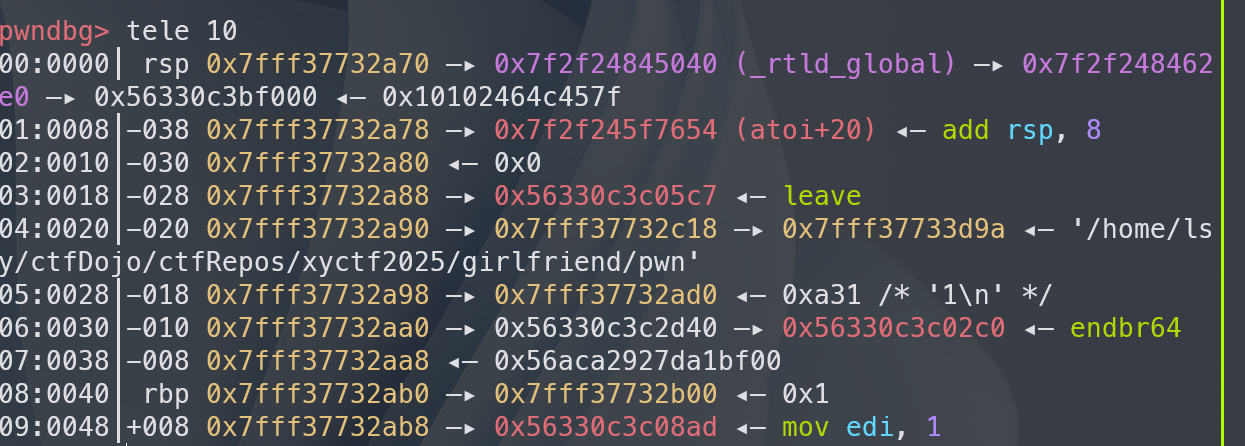 pwndbg> tele 10
00:0000│ rsp 0x7fff37732a70 —▸ 0x7f2f24845040 (_rtld_global) —▸ 0x7f2f248462
e0 —▸ 0x56330c3bf000 ◂— 0x10102464c457f
01:0008│-038 0x7fff37732a78 —▸ 0x7f2f245f7654 (atoi+20) ◂— add rsp, 8
02:0010│-030 0x7fff37732a80 ◂— 0x0
03:0018│-028 0x7fff37732a88 —▸ 0x56330c3c05c7 ◂— leave
04:0020│-020 0x7fff37732a90 —▸ 0x7fff37732c18 —▸ 0x7fff37733d9a ◂— '/home/ls
y/ctfDojo/ctfRepos/xyctf2025/girlfriend/pwn'
05:0028│-018 0x7fff37732a98 —▸ 0x7fff37732ad0 ◂— 0xa31 /* '1\n' */
06:0030│-010 0x7fff37732aa0 —▸ 0x56330c3c2d40 —▸ 0x56330c3c02c0 ◂— endbr64
07:0038│-008 0x7fff37732aa8 ◂— 0x56aca2927da1bf00
08:0040│ rbp 0x7fff37732ab0 —▸ 0x7fff37732b00 ◂— 0x1
09:0048│+008 0x7fff37732ab8 —▸ 0x56330c3c08ad ◂— mov edi, 1